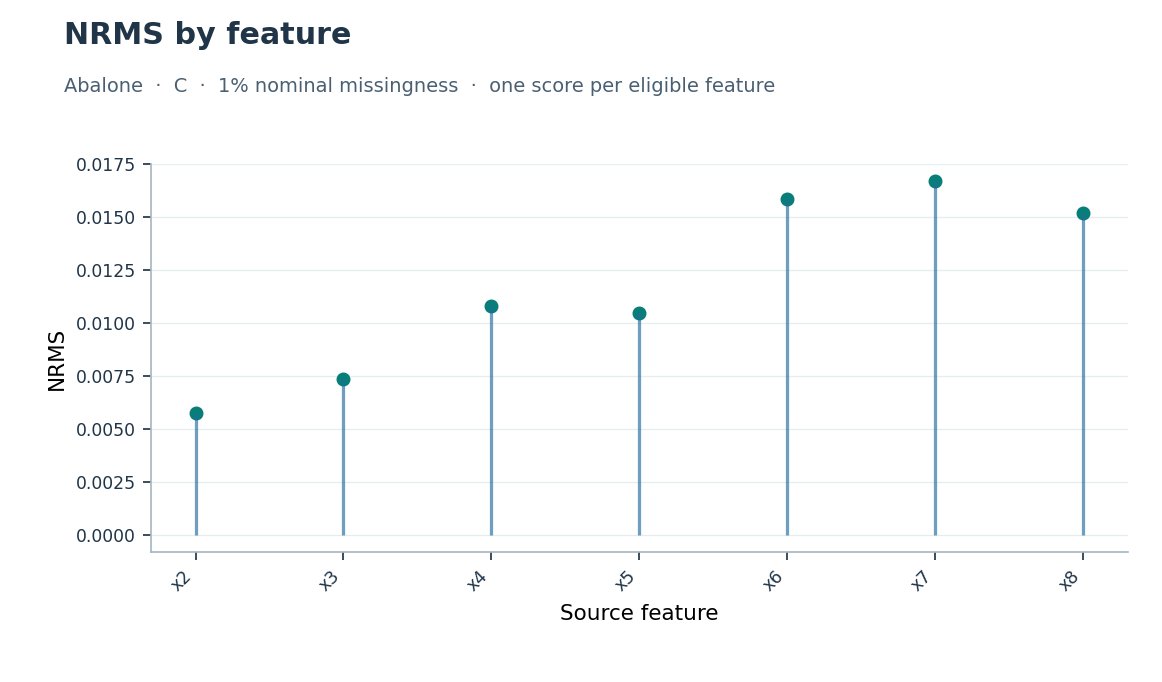 NRMS by feature
Abalone · C · 1% nominal missingness · one score per eligible feature
0.0175
0.0150
0.0125
0.0100
0.0075
0.0050
0.0025
0.0000
NRMS
x2 x3 x4 x5 x6 x7 x8
Source feature